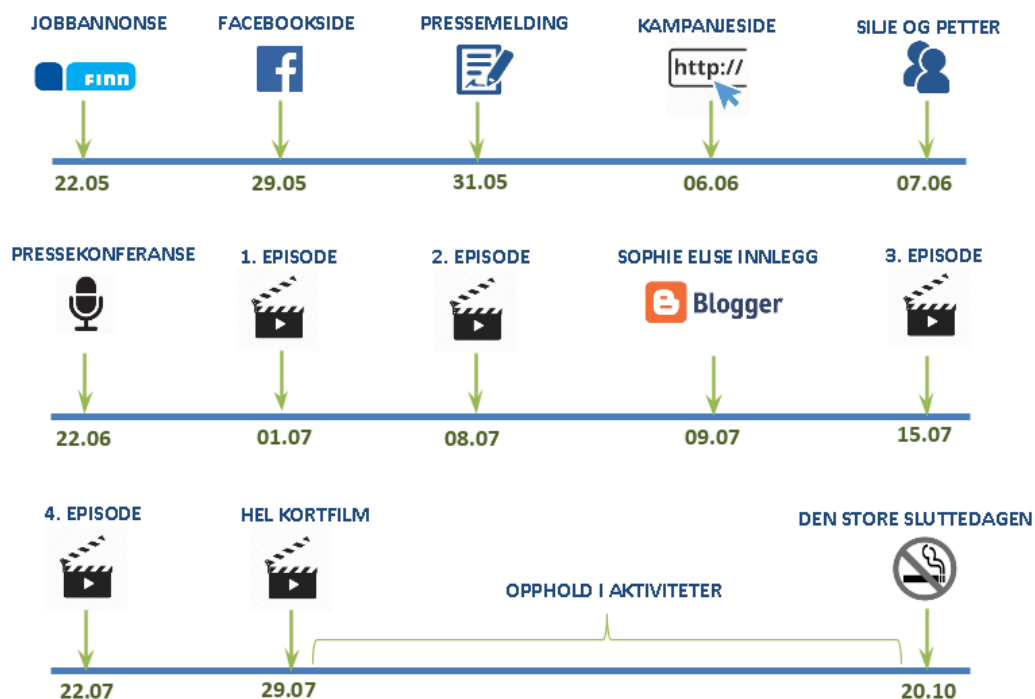 JOBBANNONSE FACEBOOKSIDE PRESSEMELDING KAMPANJESIDE SILJE OG PETTER
FINN http://
22.05 29.05 31.05 06.06 07.06
PRESSEKONFERANSE 1. EPISODE 2. EPISODE SOPHIE ELISE INNLEGG 3. EPISODE
Blogger
22.06 01.07 08.07 09.07 15.07
4. EPISODE HEL KORTFILM DEN STORE SLUTTEDAGEN
OPPHOLD I AKTIVITETER
22.07 29.07 20.10